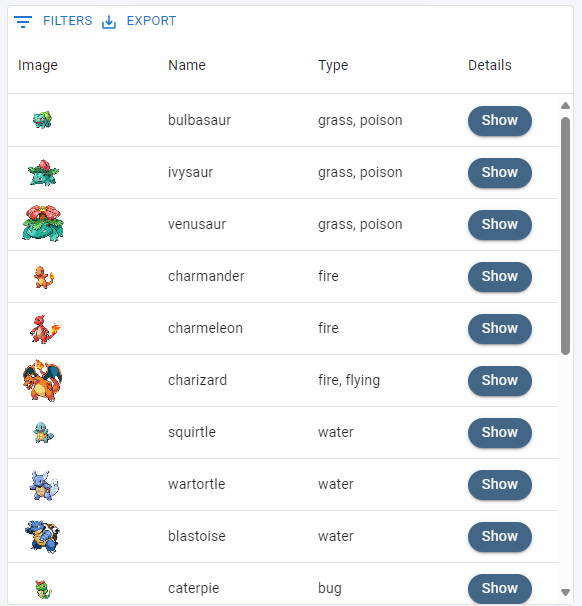 FILTERS EXPORT
Image Name Type Details
bulbasaur grass, poison Show
ivysaur grass, poison Show
venusaur grass, poison Show
charmander fire Show
charmeleon fire Show
charizard fire, flying Show
squirtle water Show
wartortle water Show
blastoise water Show
caterpie bug Show